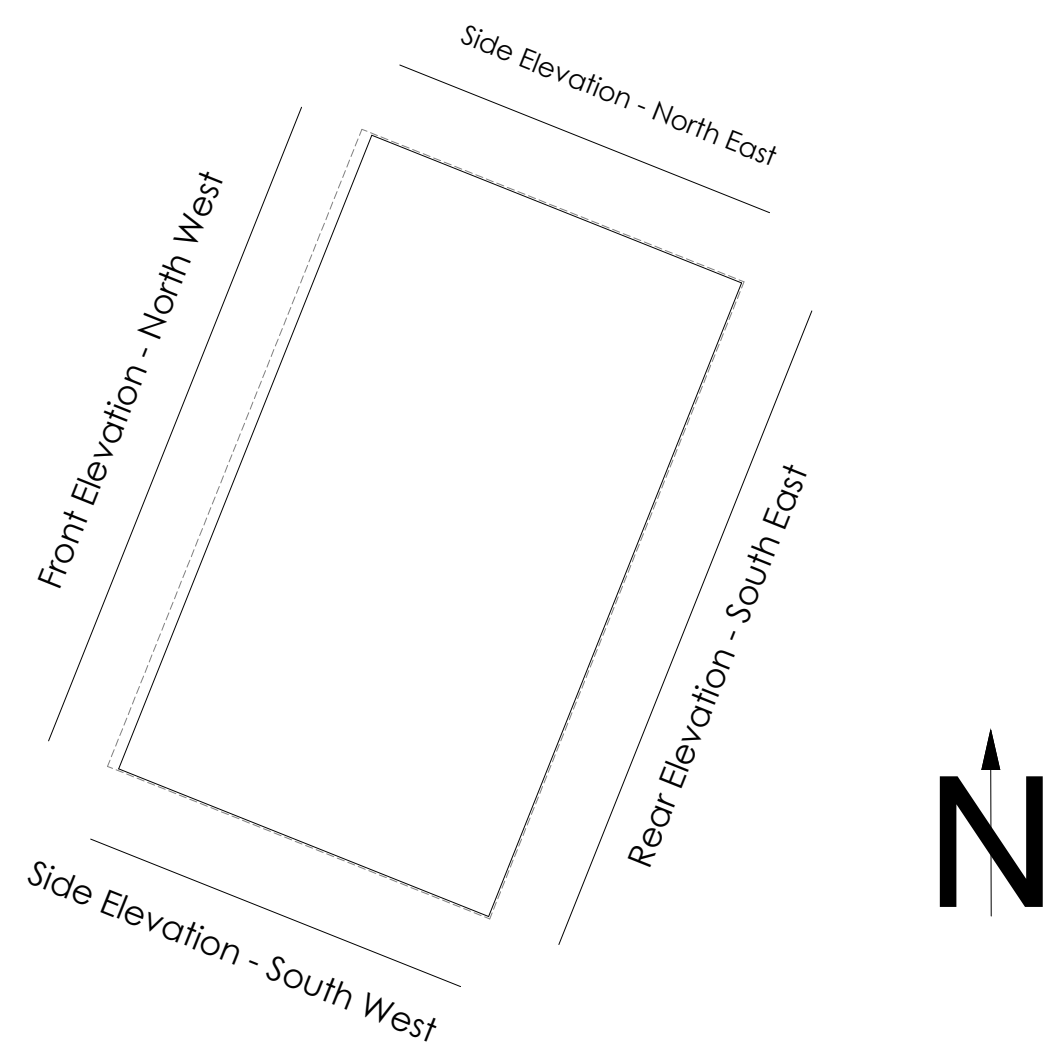 Side Elevation - North East
Front Elevation - North West
Rear Elevation - South East
N
Side Elevation - South West